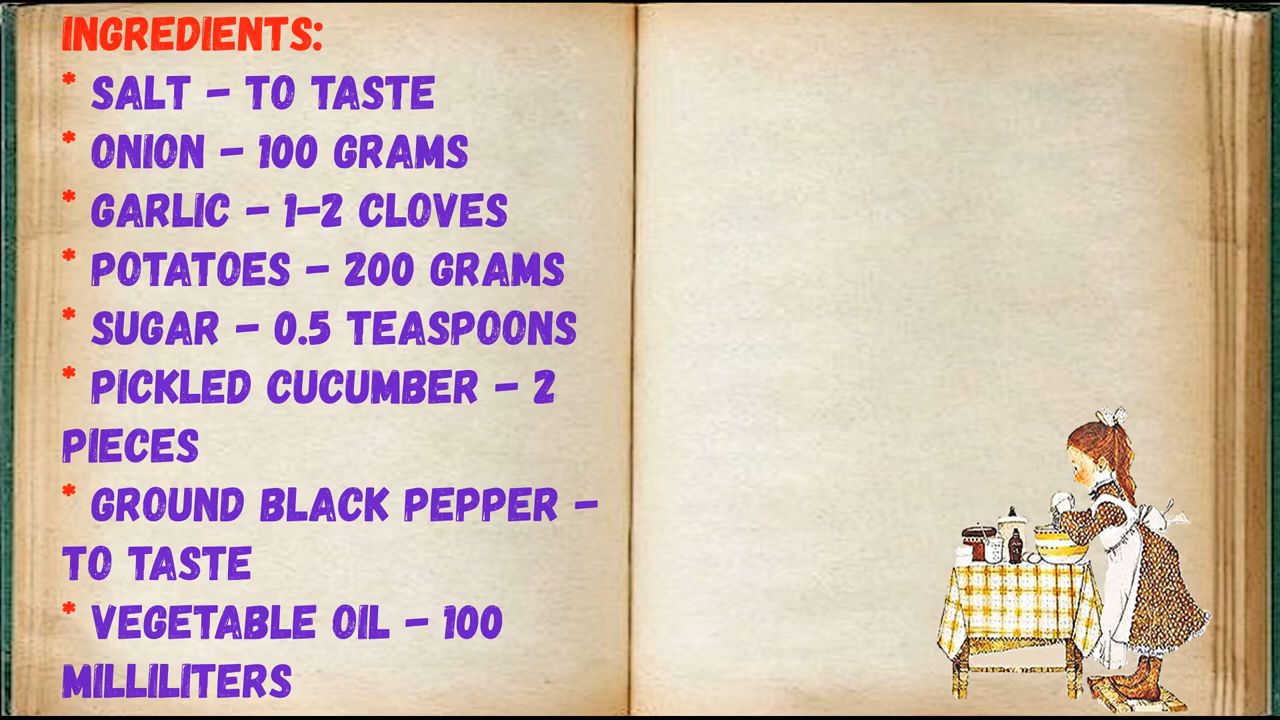 INGREDIENTS:
* SALT – TO TASTE
* ONION – 100 GRAMS
* GARLIC – 1–2 CLOVES
* POTATOES – 200 GRAMS
* SUGAR – 0.5 TEASPOONS
* PICKLED CUCUMBER – 2
PIECES
* GROUND BLACK PEPPER –
TO TASTE
* VEGETABLE OIL – 100
MILLILITERS